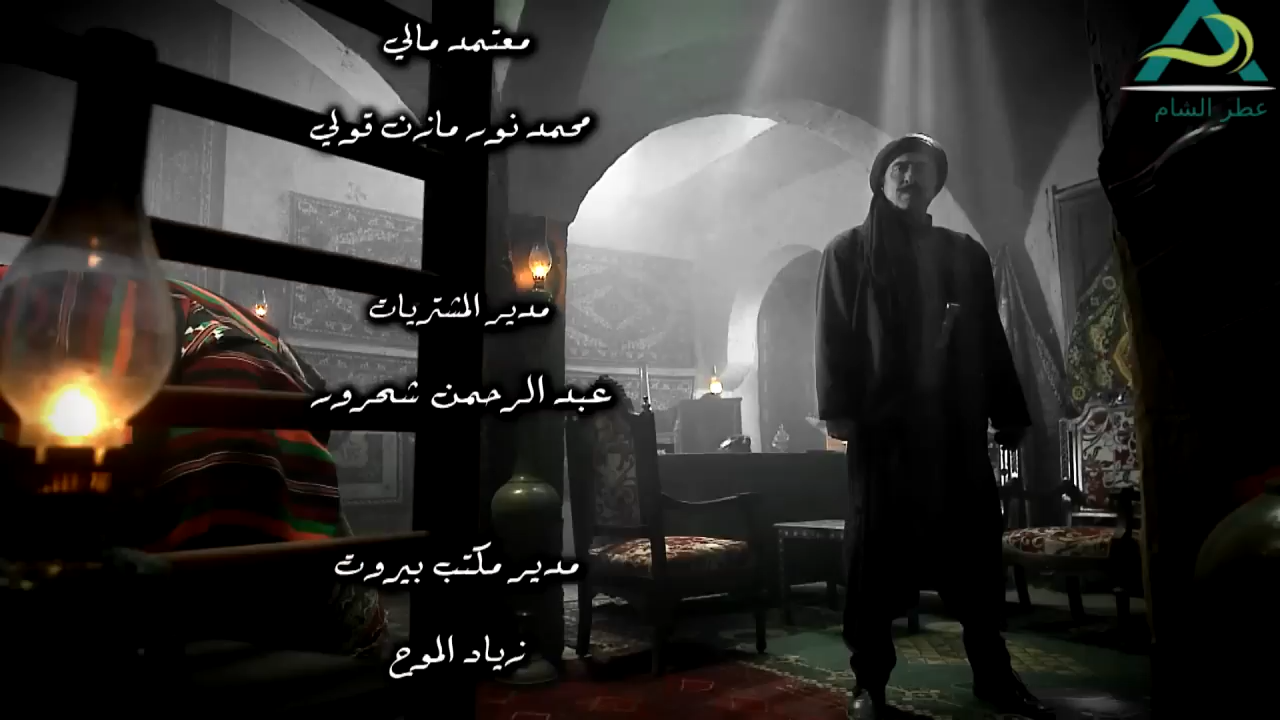 معتمد مالي
محمد نور مازن قولي
مدير المشتريات
عبد الرحمن شحرور
مدير مكتب بيروت
زياد الموح
عطر الشام